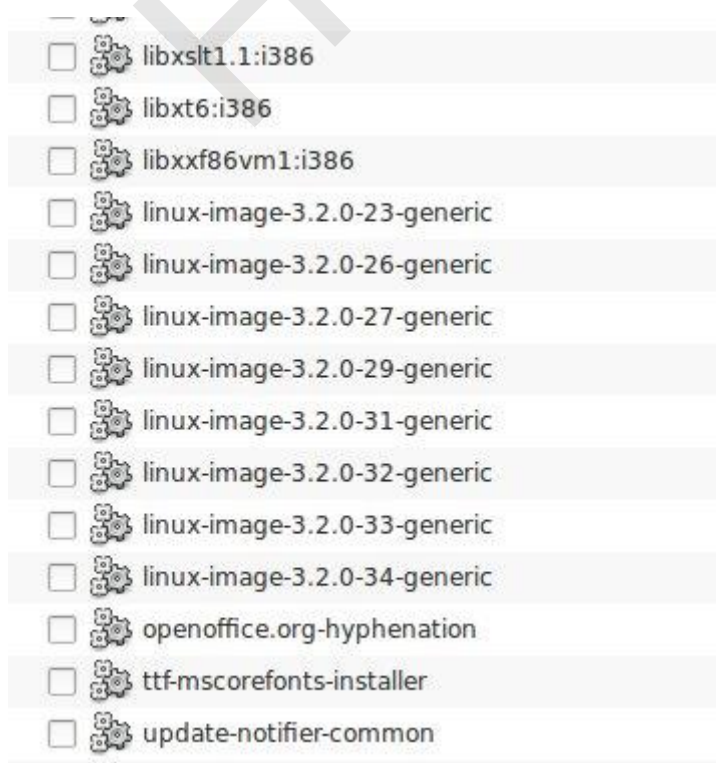 libxslt1.1:i386
libxt6:i386
libxxf86vm1:i386
linux-image-3.2.0-23-generic
linux-image-3.2.0-26-generic
linux-image-3.2.0-27-generic
linux-image-3.2.0-29-generic
linux-image-3.2.0-31-generic
linux-image-3.2.0-32-generic
linux-image-3.2.0-33-generic
linux-image-3.2.0-34-generic
openoffice.org-hyphenation
ttf-mscorefonts-installer
update-notifier-common